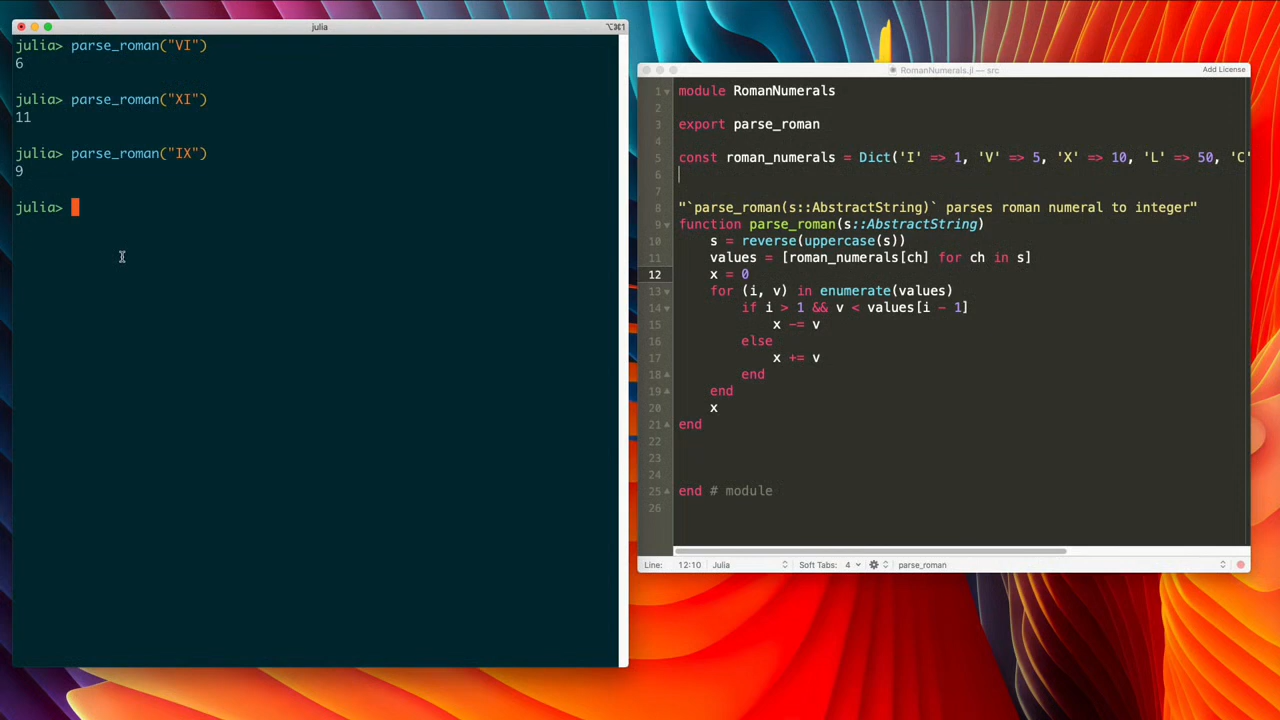 julia
⌥⌘1
julia> parse_roman("VI")
6
julia> parse_roman("XI")
11
julia> parse_roman("IX")
9
julia>
RomanNumerals.jl — src
Add License
1 module RomanNumerals
2
3 export parse_roman
4
5 const roman_numerals = Dict('I' => 1, 'V' => 5, 'X' => 10, 'L' => 50, 'C'
6
7
8 "`parse_roman(s::AbstractString)` parses roman numeral to integer"
9 function parse_roman(s::AbstractString)
10     s = reverse(uppercase(s))
11     values = [roman_numerals[ch] for ch in s]
12     x = 0
13     for (i, v) in enumerate(values)
14         if i > 1 && v < values[i - 1]
15             x -= v
16         else
17             x += v
18         end
19     end
20     x
21 end
22
23
24
25 end # module
26
Line: 12:10 Julia Soft Tabs: 4 parse_roman